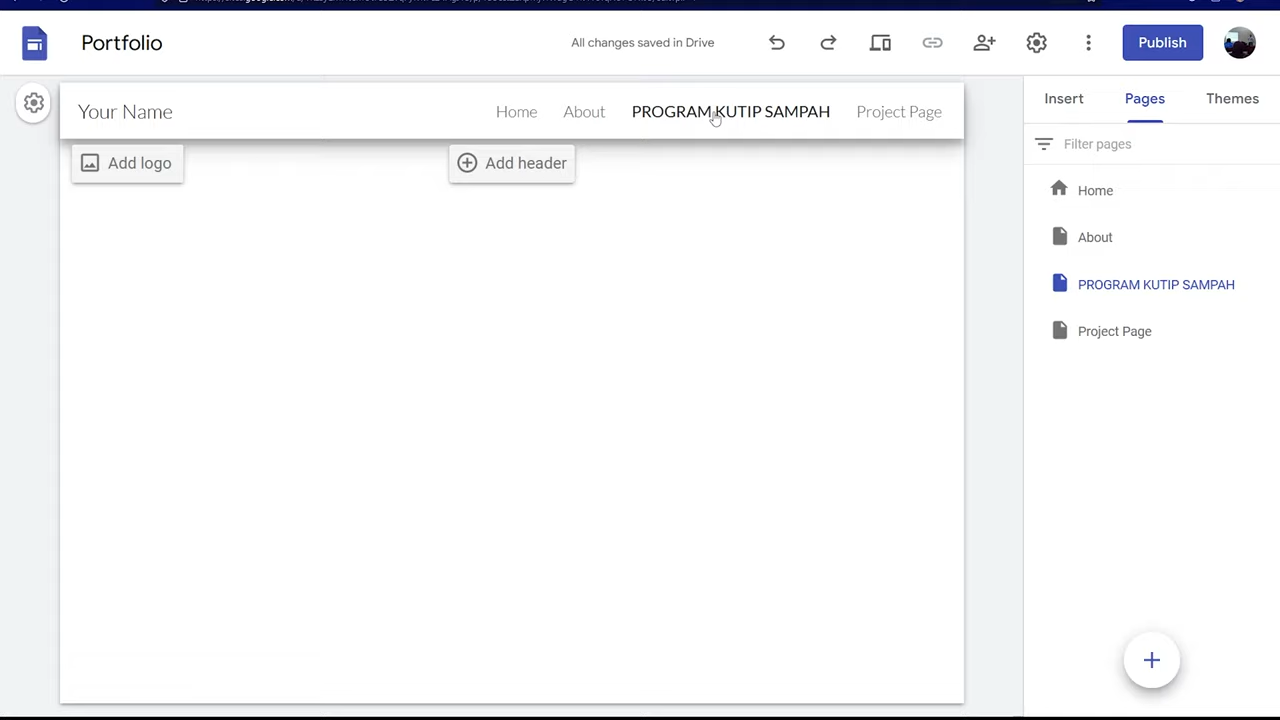 Portfolio
All changes saved in Drive
Publish
Your Name
Home
About
PROGRAM KUTIP SAMPAH
Project Page
Add logo
Add header
Insert
Pages
Themes
Filter pages
Home
About
PROGRAM KUTIP SAMPAH
Project Page